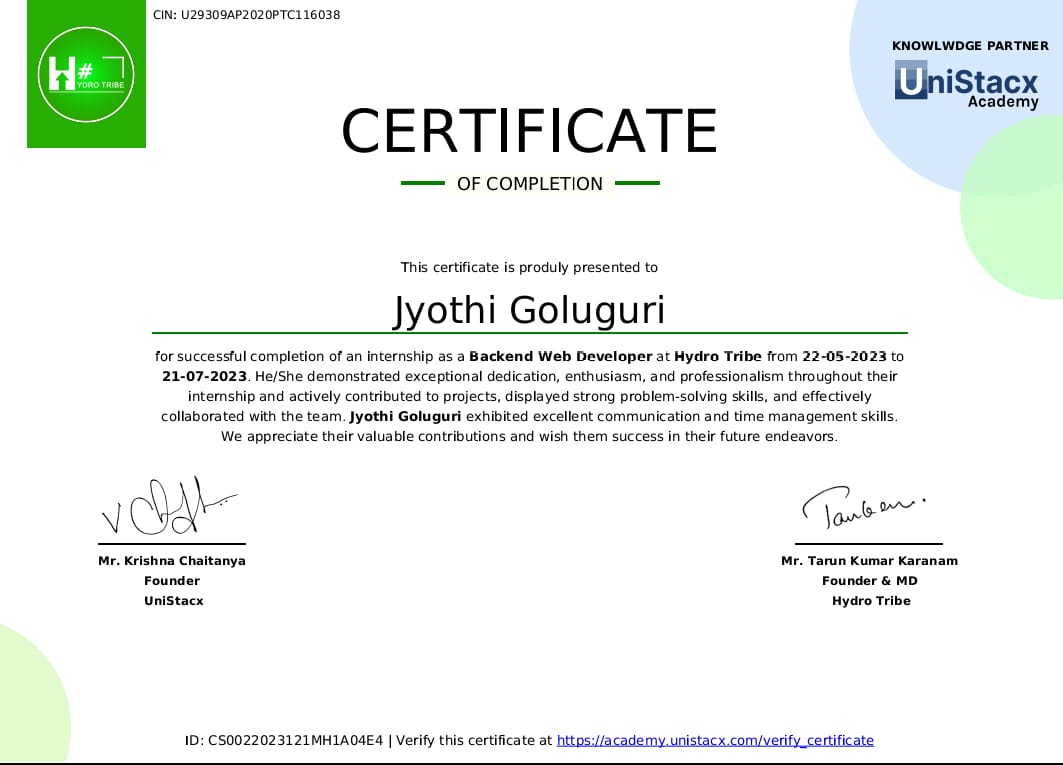 CIN: U29309AP2020PTC116038
H#
YDRO TRIBE
KNOWLWDGE PARTNER
UniStacx
Academy
CERTIFICATE
OF COMPLETION
This certificate is produly presented to
Jyothi Goluguri
for successful completion of an internship as a Backend Web Developer at Hydro Tribe from 22-05-2023 to
21-07-2023. He/She demonstrated exceptional dedication, enthusiasm, and professionalism throughout their
internship and actively contributed to projects, displayed strong problem-solving skills, and effectively
collaborated with the team. Jyothi Goluguri exhibited excellent communication and time management skills.
We appreciate their valuable contributions and wish them success in their future endeavors.
Mr. Krishna Chaitanya
Founder
UniStacx
Mr. Tarun Kumar Karanam
Founder & MD
Hydro Tribe
ID: CS0022023121MH1A04E4 | Verify this certificate at https://academy.unistacx.com/verify_certificate